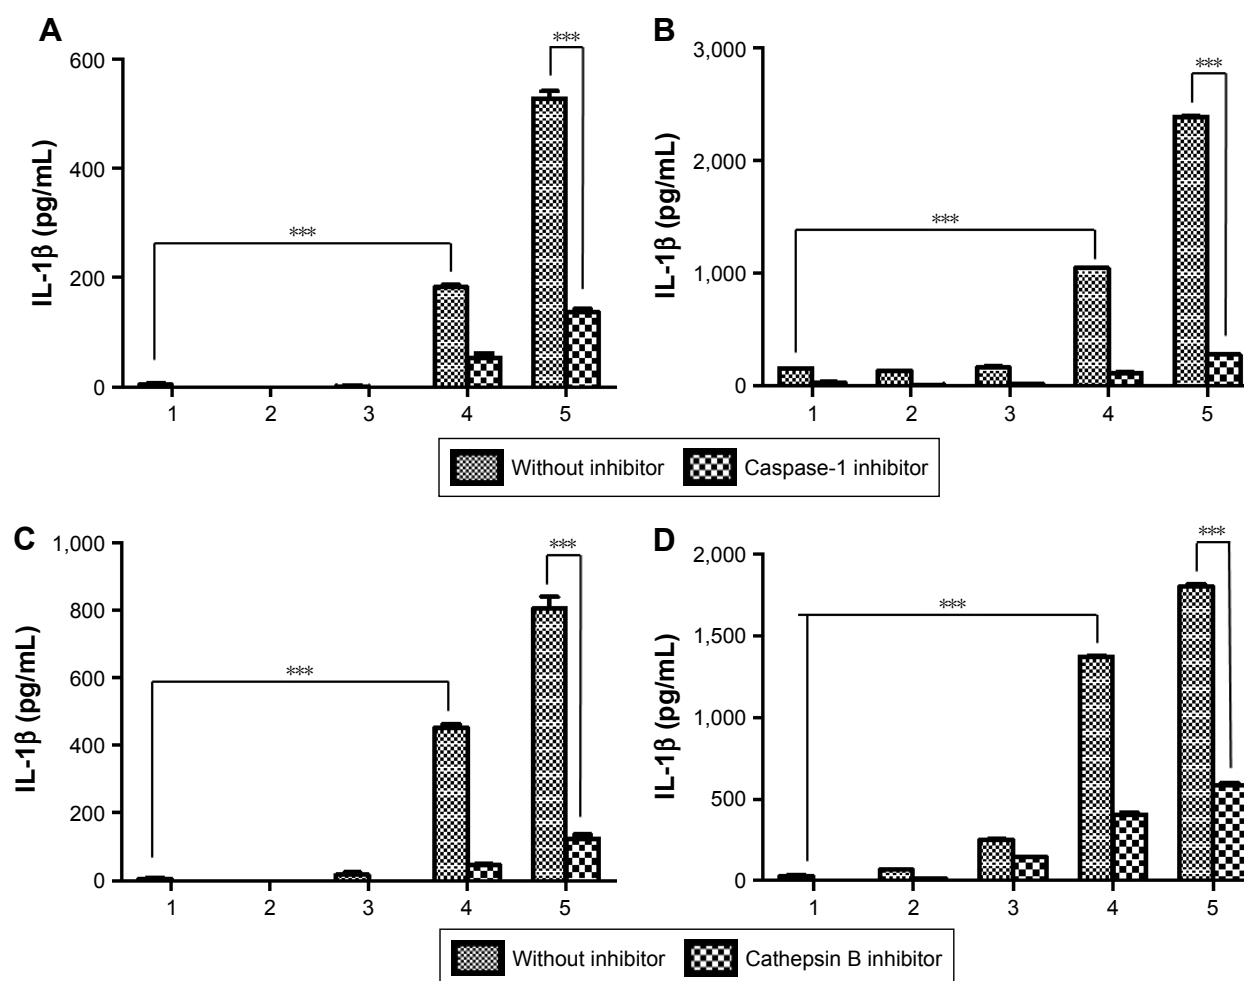 A
IL-1β (pg/mL)
600
400
200
0
***
***
1 2 3 4 5
B
IL-1β (pg/mL)
3,000
2,000
1,000
0
***
***
1 2 3 4 5
Without inhibitor Caspase-1 inhibitor
C
IL-1β (pg/mL)
1,000
800
600
400
200
0
***
***
1 2 3 4 5
D
IL-1β (pg/mL)
2,000
1,500
1,000
500
0
***
***
1 2 3 4 5
Without inhibitor Cathepsin B inhibitor